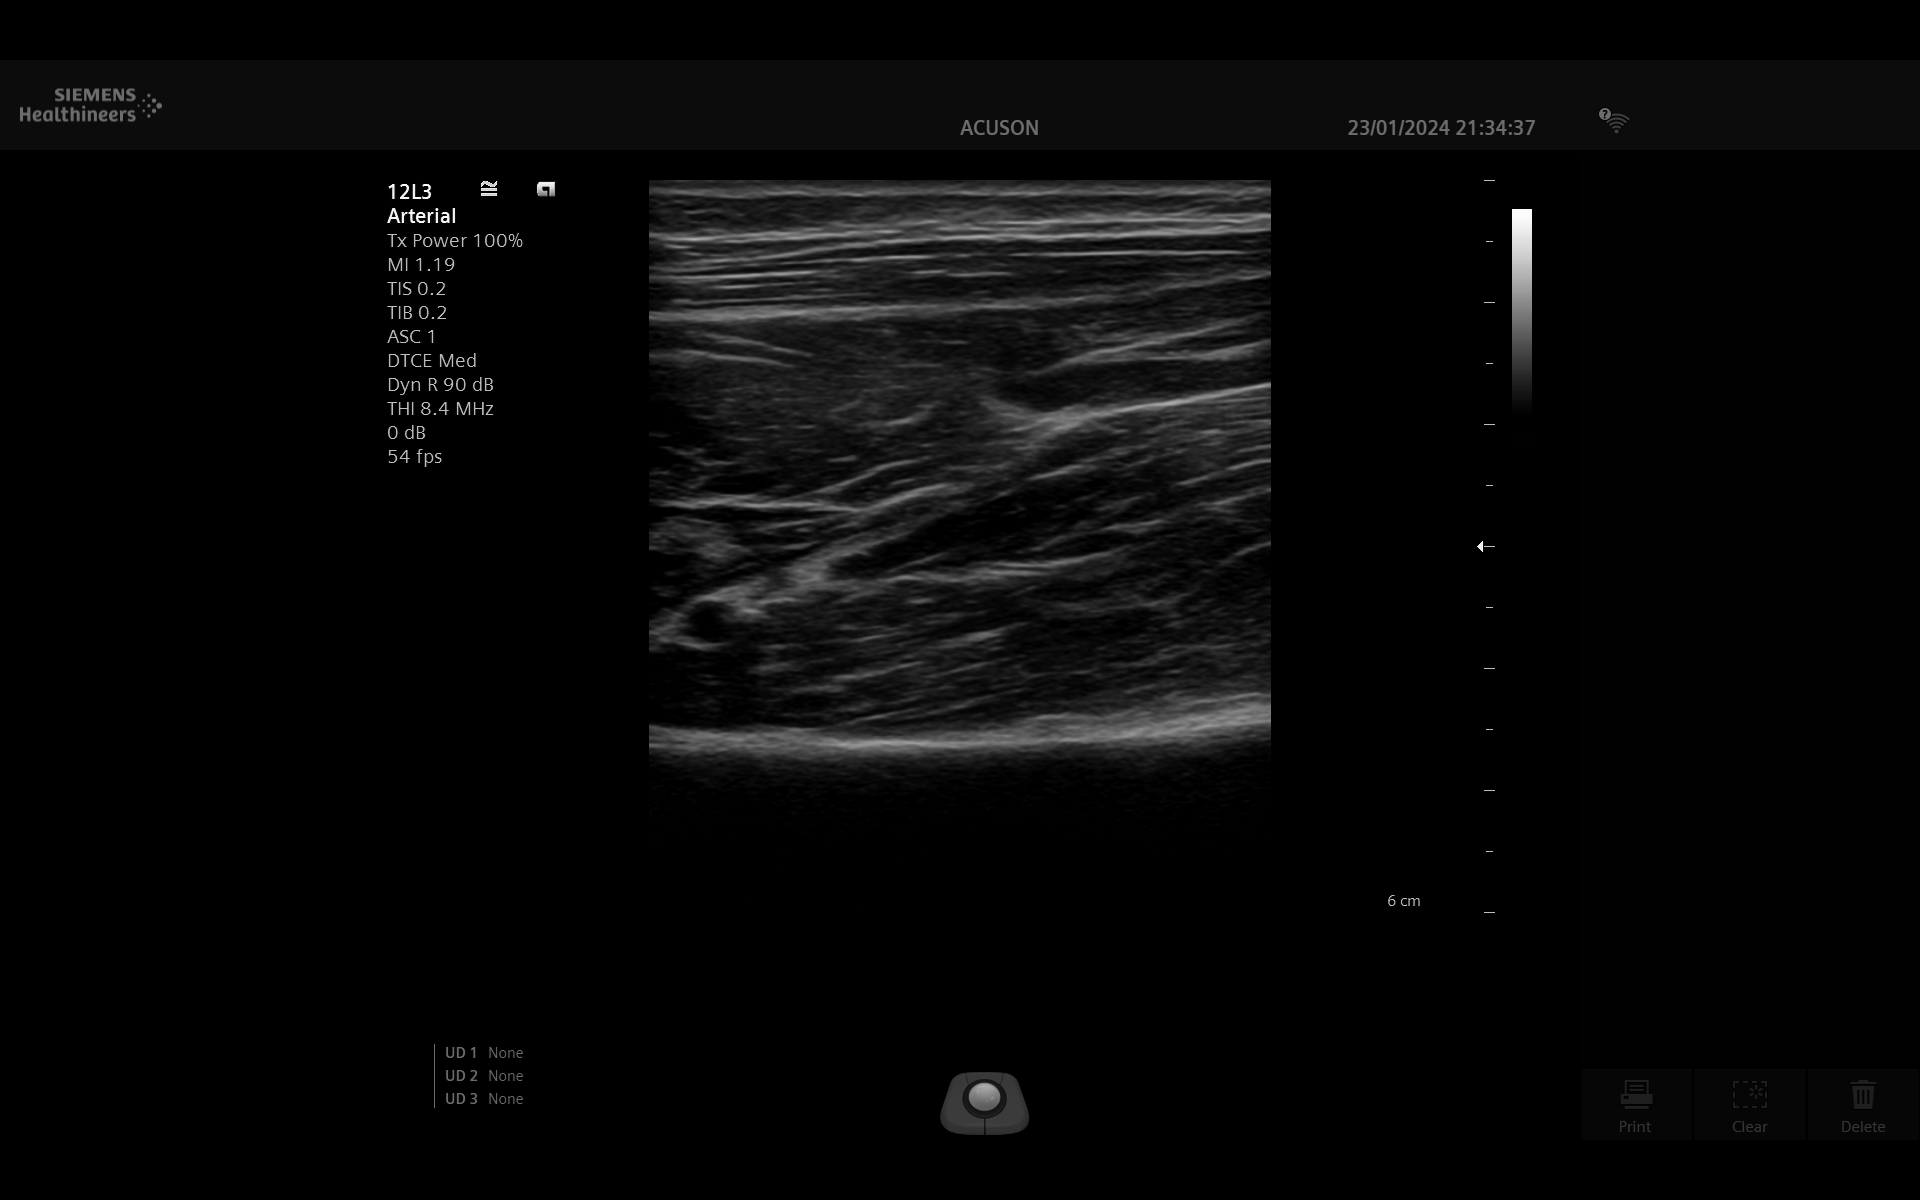 SIEMENS
Healthineers
ACUSON
23/01/2024 21:34:37
?
12L3
Arterial
Tx Power 100%
MI 1.19
TIS 0.2
TIB 0.2
ASC 1
DTCE Med
Dyn R 90 dB
THI 8.4 MHz
0 dB
54 fps
6 cm
UD 1 None
UD 2 None
UD 3 None
Print
Clear
Delete